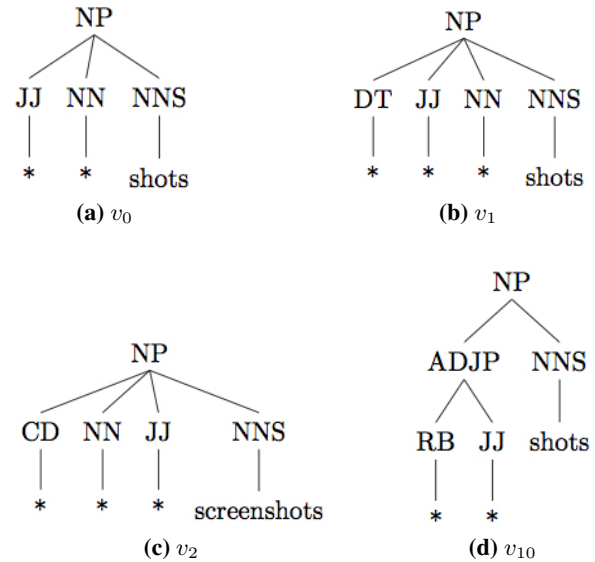 NP
JJ NN NNS
* * shots
(a) v₀
NP
DT JJ NN NNS
* * * shots
(b) v₁
NP
CD NN JJ NNS
* * * screenshots
(c) v₂
NP
ADJP NNS
RB JJ shots
* *
(d) v₁₀